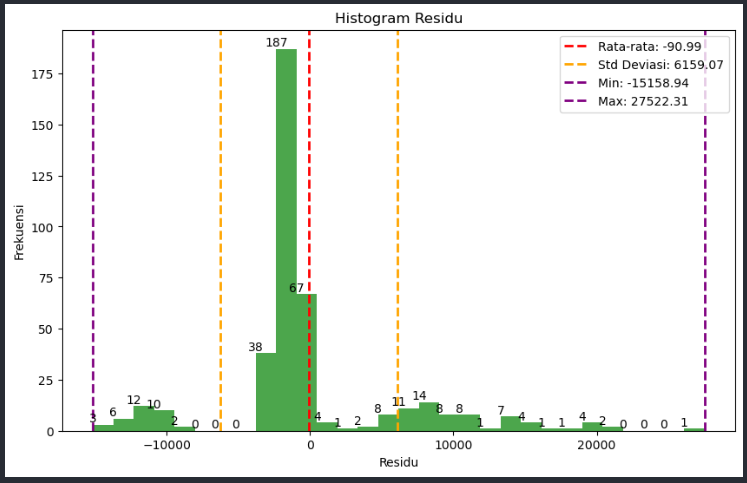 Histogram Residu
Rata-rata: -90.99
Std Deviasi: 6159.07
Min: -15158.94
Max: 27522.31
Frekuensi
175
150
125
100
75
50
25
0
3 6 12 10 2 0 0 0 38 187 67 4 1 2 8 11 14 8 8 1 7 4 1 1 4 2 0 0 0 1
−10000 0 10000 20000
Residu